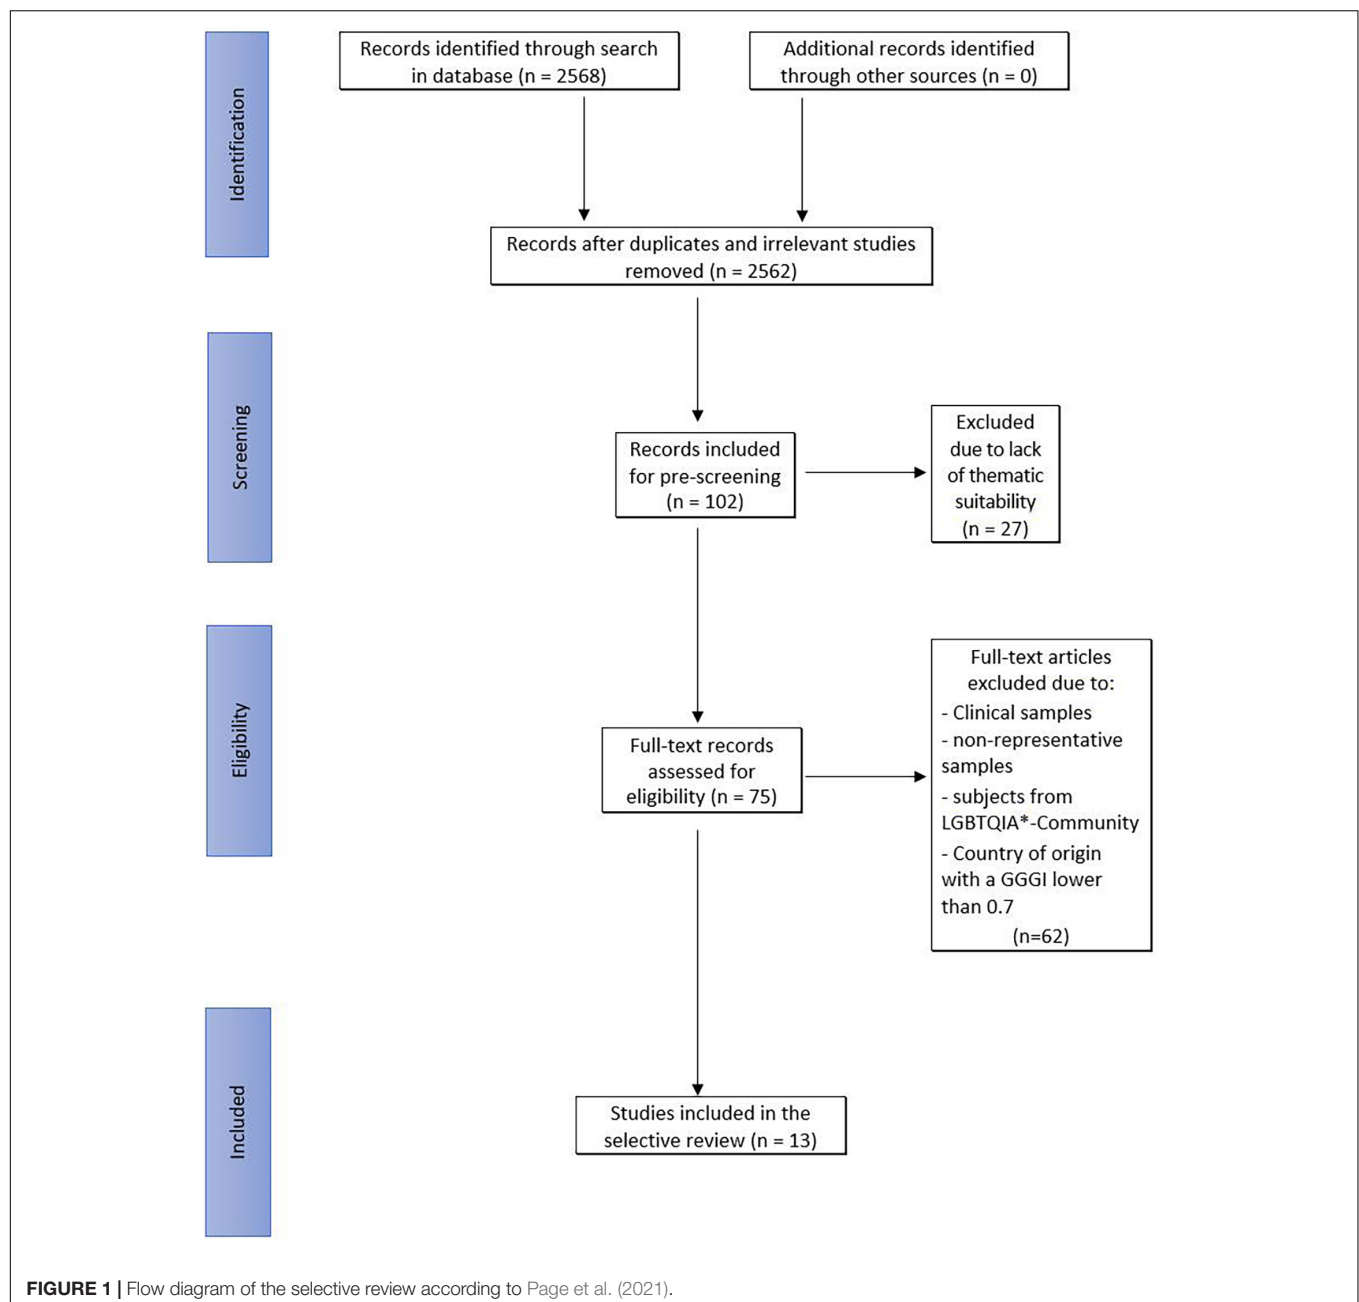 Identification
Records identified through search
in database (n = 2568)
Additional records identified
through other sources (n = 0)
Records after duplicates and irrelevant studies
removed (n = 2562)
Screening
Records included
for pre-screening
(n = 102)
Excluded
due to lack
of thematic
suitability
(n = 27)
Eligibility
Full-text records
assessed for
eligibility (n = 75)
Full-text articles
excluded due to:
- Clinical samples
- non-representative
samples
- subjects from
LGBTQIA*-Community
- Country of origin
with a GGGI lower
than 0.7
(n=62)
Included
Studies included in the
selective review (n = 13)
FIGURE 1 | Flow diagram of the selective review according to Page et al. (2021).